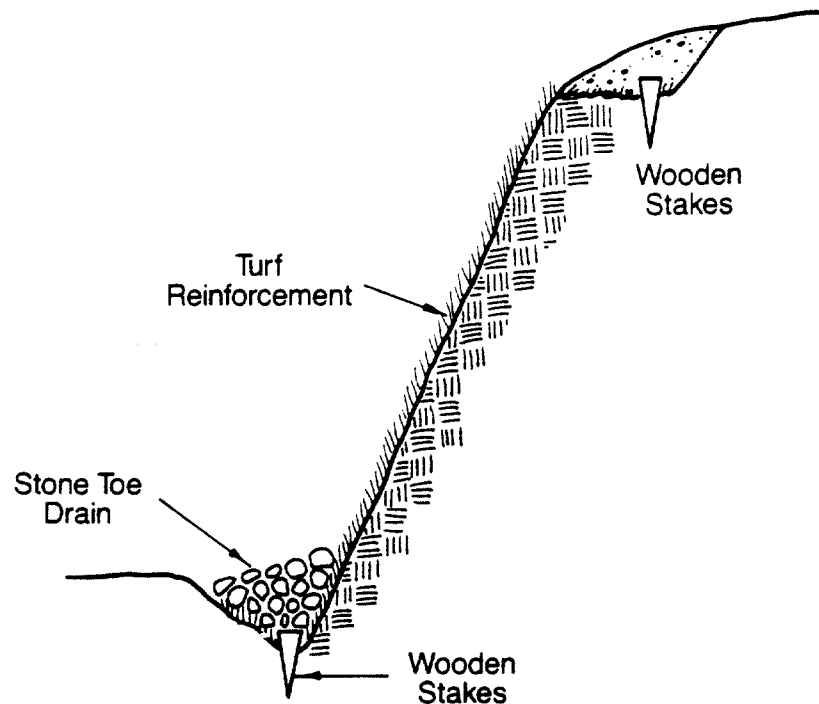 Wooden
Stakes
Turf
Reinforcement
Stone Toe
Drain
Wooden
Stakes